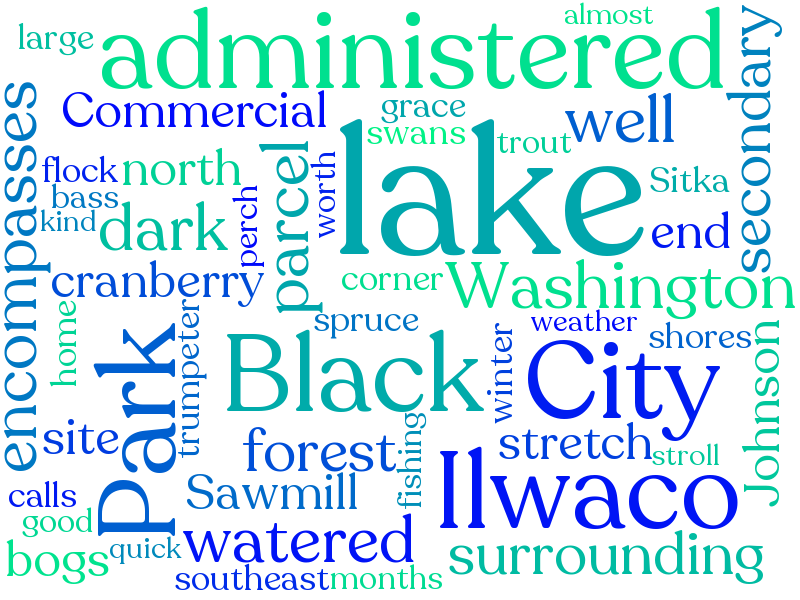 almost
large
administered
secondary
Commercial
grace
well
swans
trout
encompasses
flock
north
parcel
worth
lake
Sitka
bass
kind
perch
dark
end
cranberry
corner
Washington
home
trumpeter
spruce
weather
shores
Park
Black
winter
City
Johnson
site
forest
fishing
stretch
stroll
calls
Sawmill
Ilwaco
good
quick
watered
bogs
surrounding
southeast
months